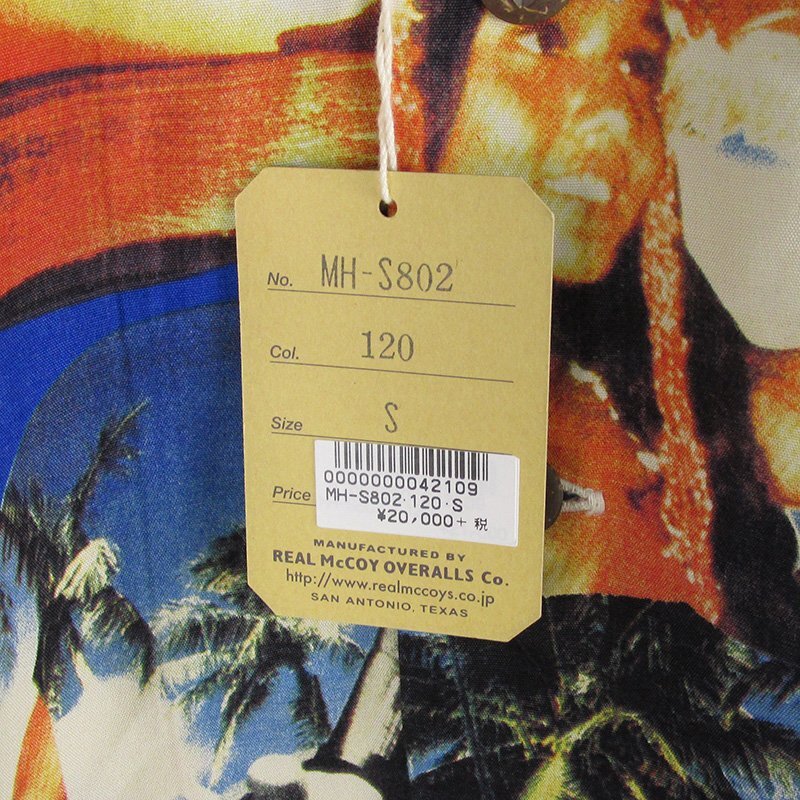 No. MH-S802
Col. 120
Size S
Price
0000000042109
MH-S802･120･S
¥20,000+ 税
MANUFACTURED BY
REAL McCOY OVERALLS Co.
http://www.realmccoys.co.jp
SAN ANTONIO, TEXAS